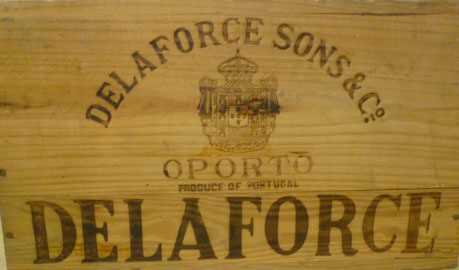 DELAFORCE SONS & Cº.
OPORTO
PRODUCE OF PORTUGAL
DELAFORCE